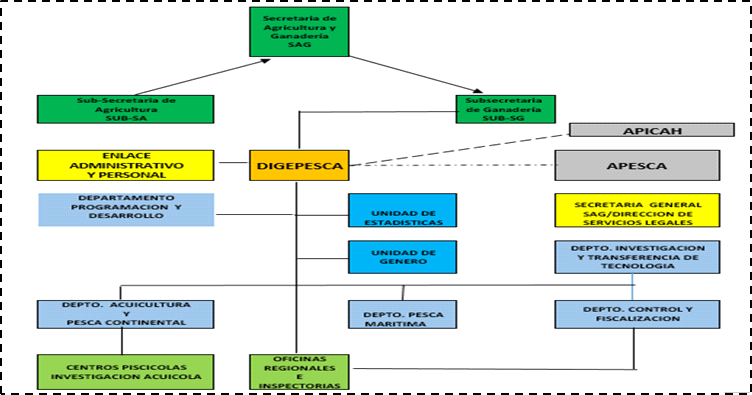 Secretaria de
Agricultura y
Ganadería
SAG
Sub-Secretaria de
Agricultura
SUB-SA
Subsecretaria
de Ganadería
SUB-SG
APICAH
ENLACE
ADMINISTRATIVO
Y PERSONAL
DIGEPESCA
APESCA
DEPARTAMENTO
PROGRAMACION Y
DESARROLLO
UNIDAD DE
ESTADISTICAS
SECRETARIA GENERAL
SAG/DIRECCION DE
SERVICIOS LEGALES
UNIDAD DE
GENERO
DEPTO. INVESTIGACION
Y TRANSFERENCIA DE
TECNOLOGIA
DEPTO. ACUICULTURA
Y
PESCA CONTINENTAL
DEPTO. PESCA
MARITIMA
DEPTO. CONTROL Y
FISCALIZACION
CENTROS PISCICOLAS
INVESTIGACION ACUICOLA
OFICINAS
REGIONALES
E
INSPECTORIAS